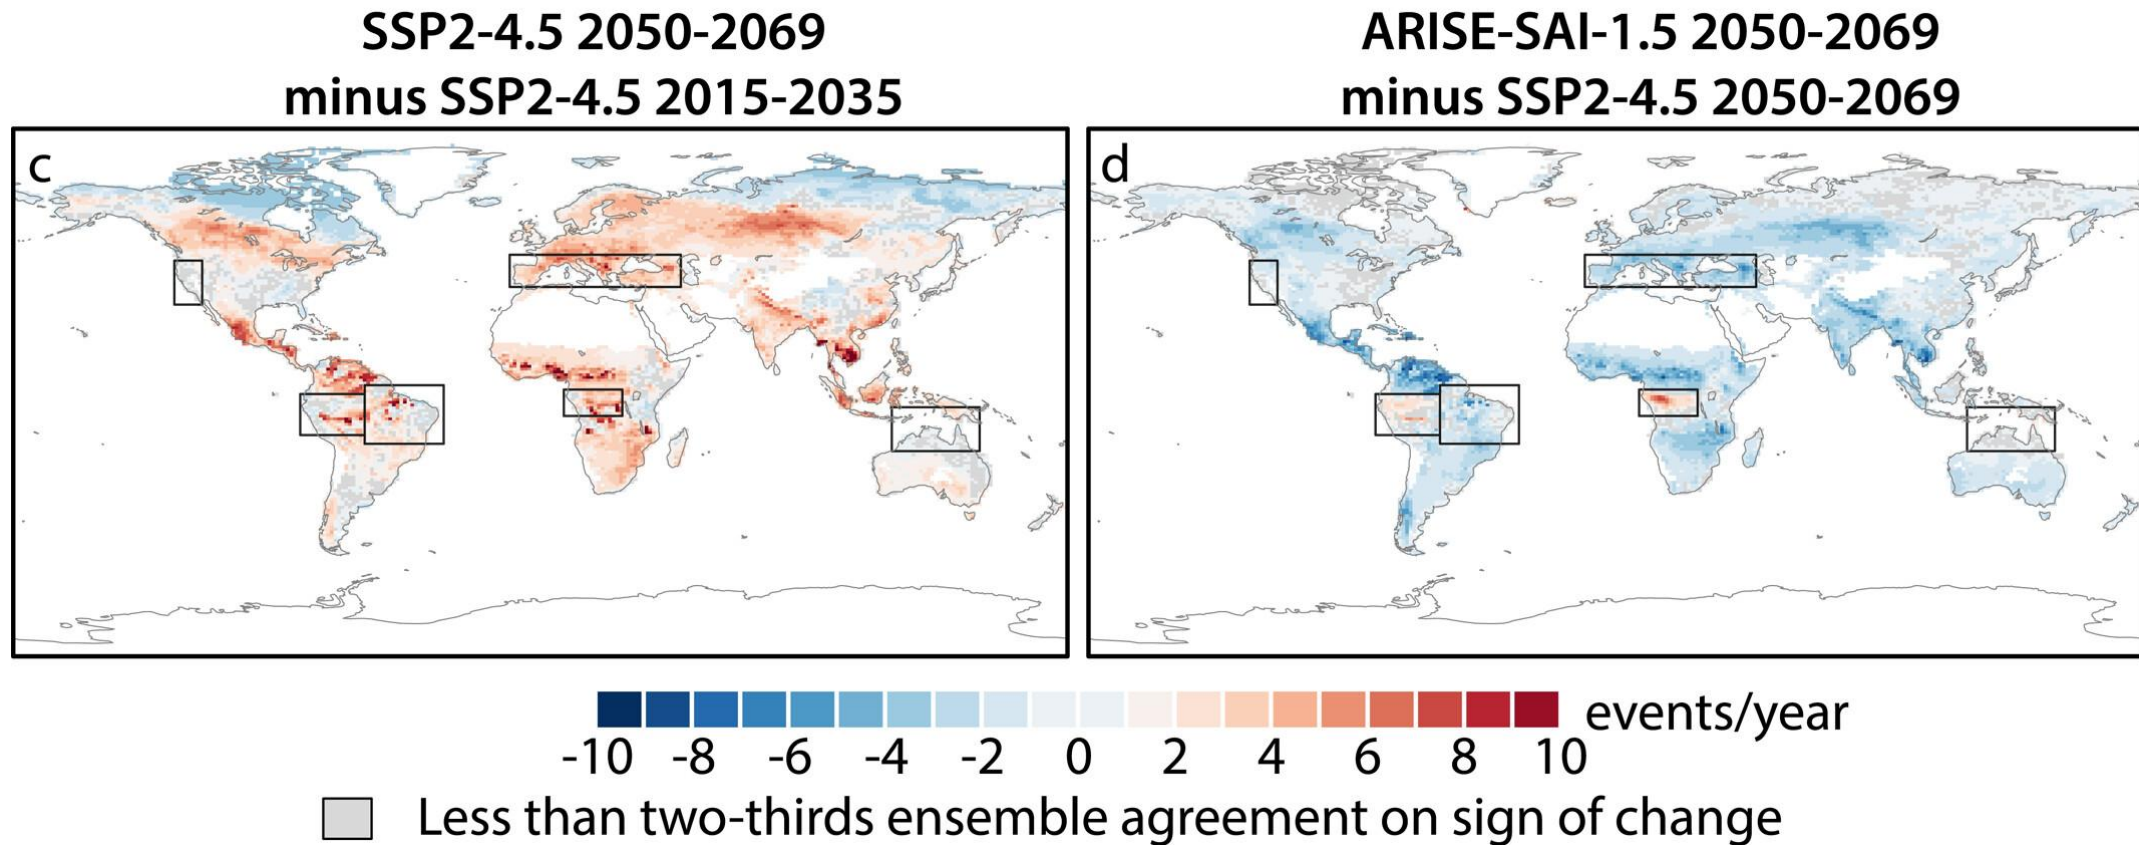 SSP2-4.5 2050-2069
minus SSP2-4.5 2015-2035
ARISE-SAI-1.5 2050-2069
minus SSP2-4.5 2050-2069
c
d
events/year
-10 -8 -6 -4 -2 0 2 4 6 8 10
Less than two-thirds ensemble agreement on sign of change